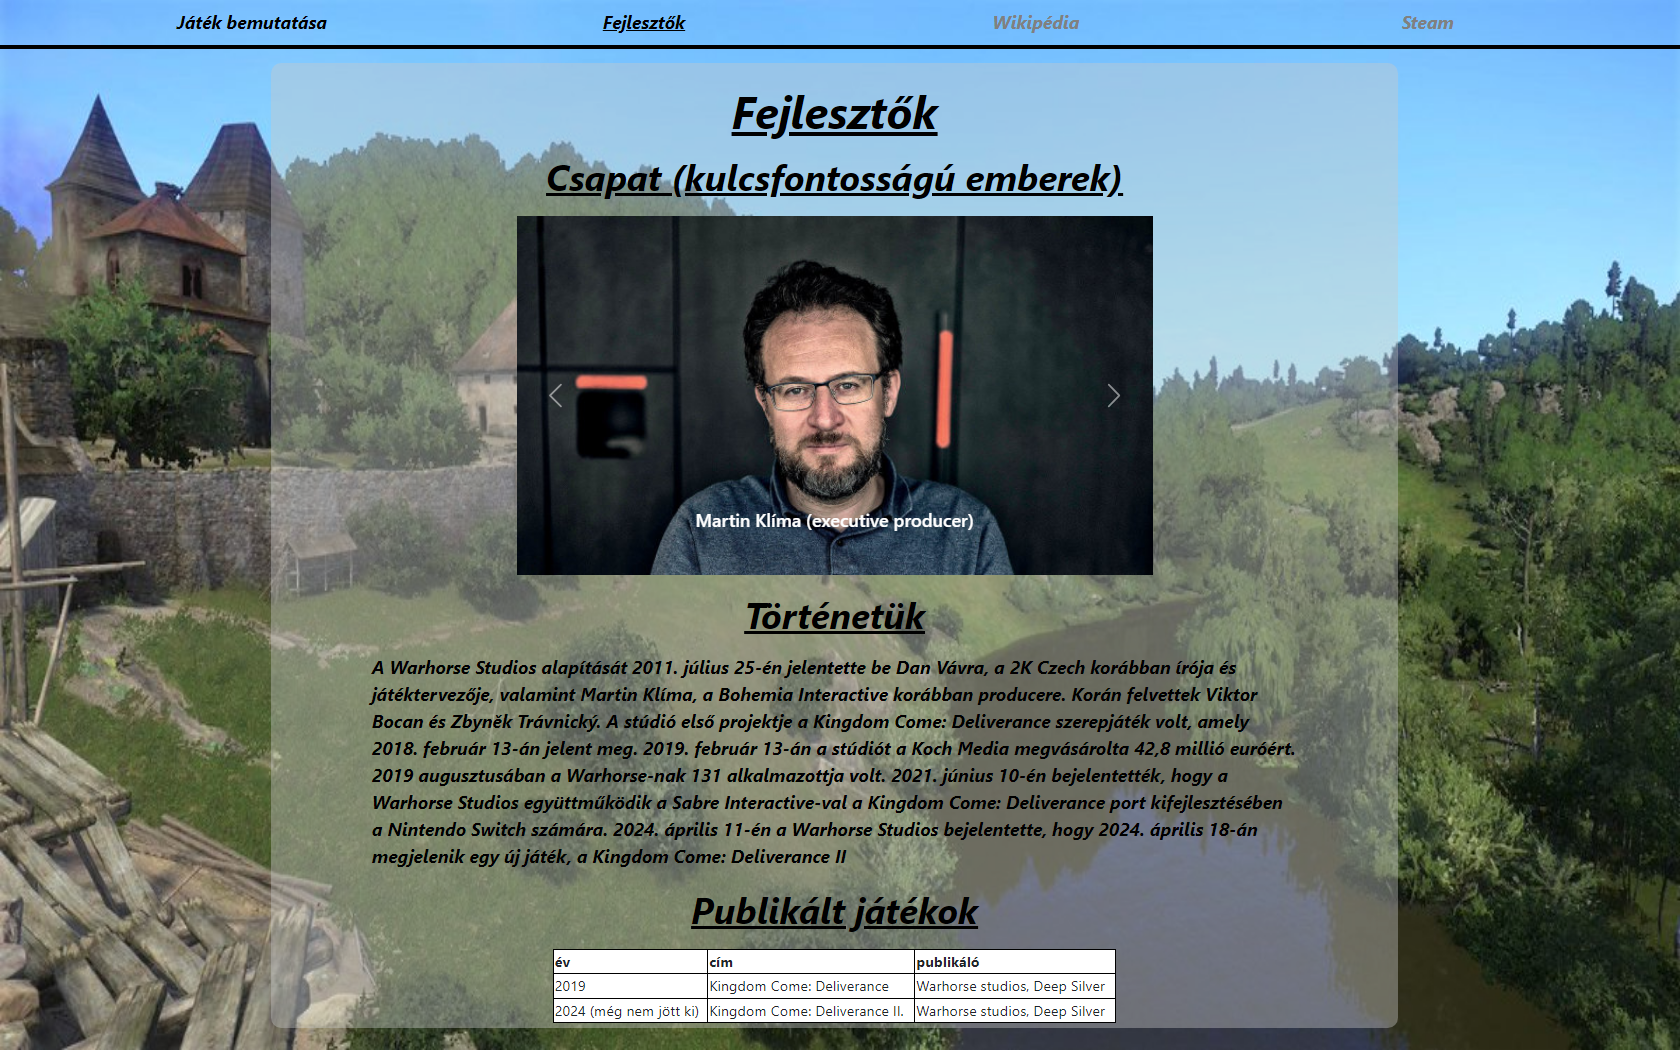 Játék bemutatása Fejlesztők Wikipédia Steam
Fejlesztők
Csapat (kulcsfontosságú emberek)
Martin Klíma (executive producer)
Történetük
A Warhorse Studios alapítását 2011. július 25-én jelentette be Dan Vávra, a 2K Czech korábban írója és
játéktervezője, valamint Martin Klíma, a Bohemia Interactive korábban producere. Korán felvettek Viktor
Bocan és Zbyněk Trávnický. A stúdió első projektje a Kingdom Come: Deliverance szerepjáték volt, amely
2018. február 13-án jelent meg. 2019. február 13-án a stúdiót a Koch Media megvásárolta 42,8 millió euróért.
2019 augusztusában a Warhorse-nak 131 alkalmazottja volt. 2021. június 10-én bejelentették, hogy a
Warhorse Studios együttműködik a Sabre Interactive-val a Kingdom Come: Deliverance port kifejlesztésében
a Nintendo Switch számára. 2024. április 11-én a Warhorse Studios bejelentette, hogy 2024. április 18-án
megjelenik egy új játék, a Kingdom Come: Deliverance II
Publikált játékok
év cím publikáló
2019 Kingdom Come: Deliverance Warhorse studios, Deep Silver
2024 (még nem jött ki) Kingdom Come: Deliverance II. Warhorse studios, Deep Silver